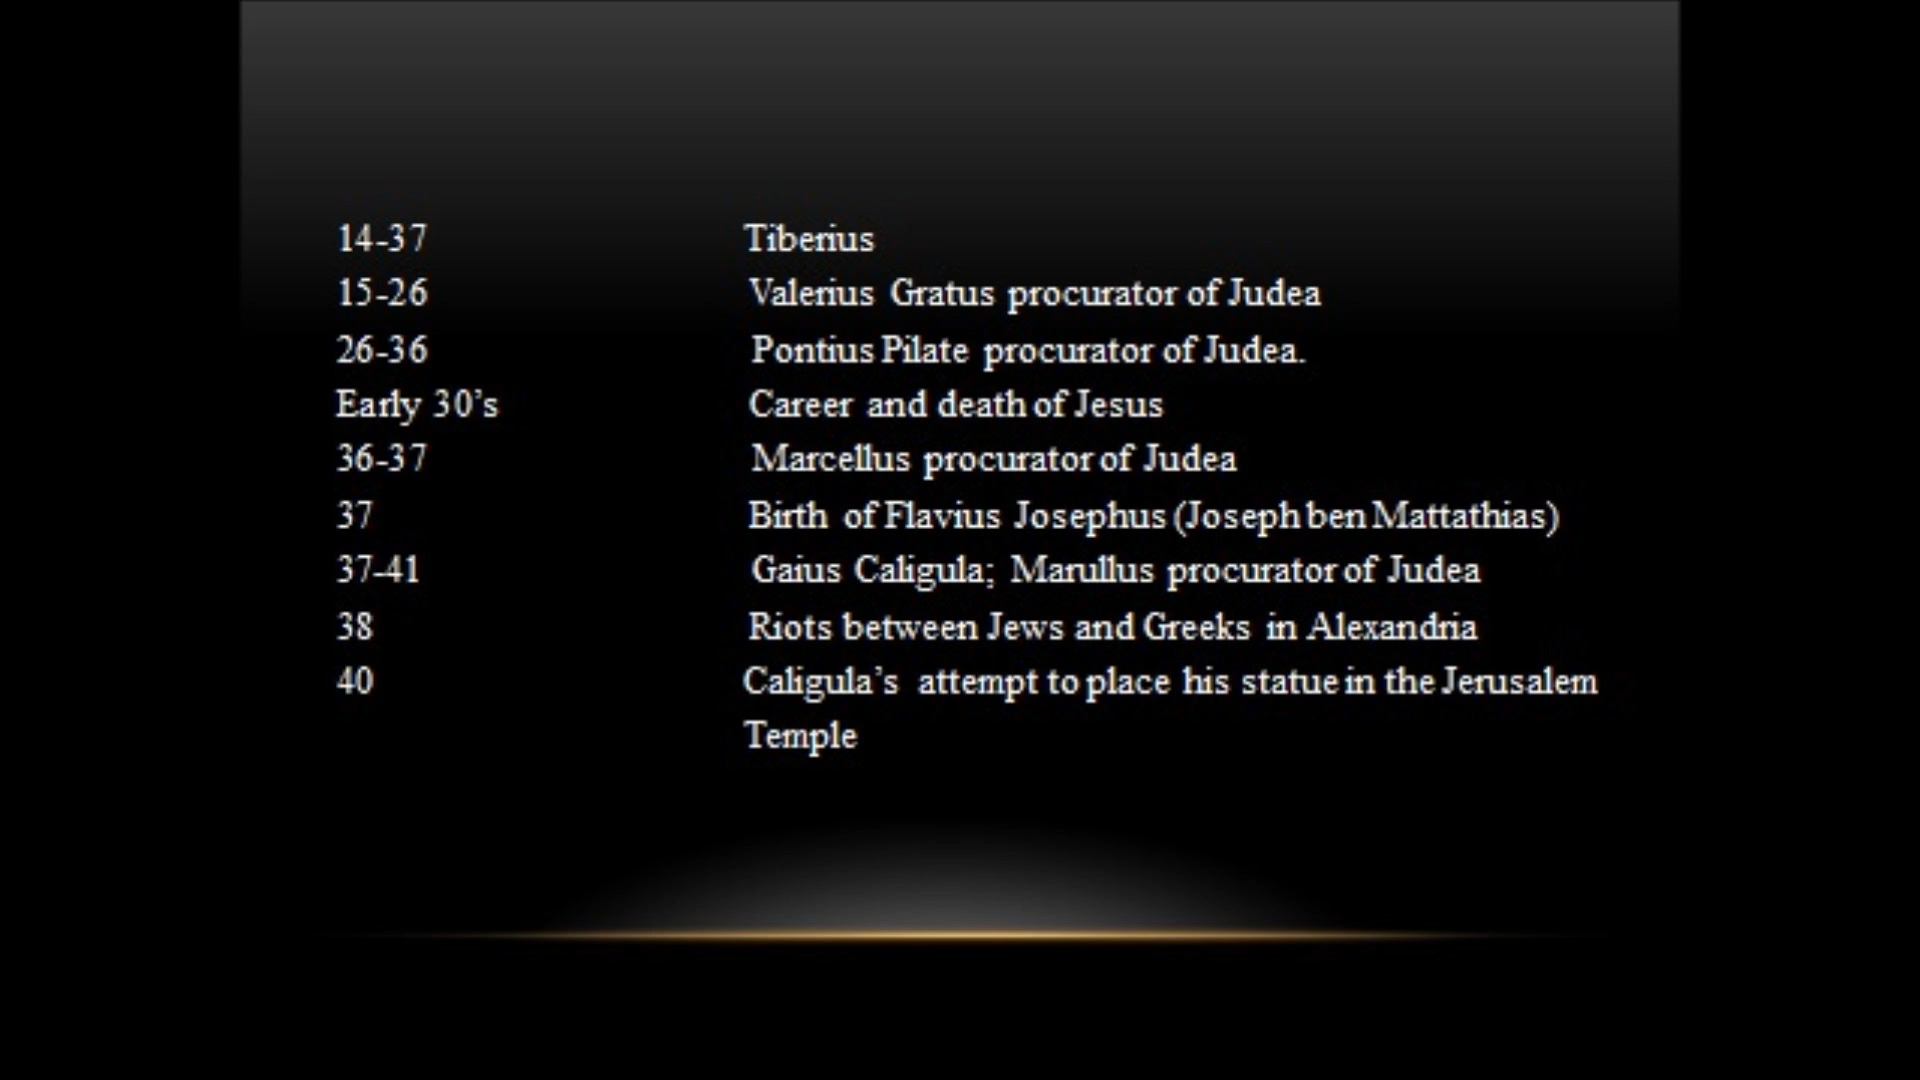 14-37 Tiberius
15-26 Valerius Gratus procurator of Judea
26-36 Pontius Pilate procurator of Judea.
Early 30’s Career and death of Jesus
36-37 Marcellus procurator of Judea
37 Birth of Flavius Josephus (Joseph ben Mattathias)
37-41 Gaius Caligula; Marullus procurator of Judea
38 Riots between Jews and Greeks in Alexandria
40 Caligula’s attempt to place his statue in the Jerusalem
Temple